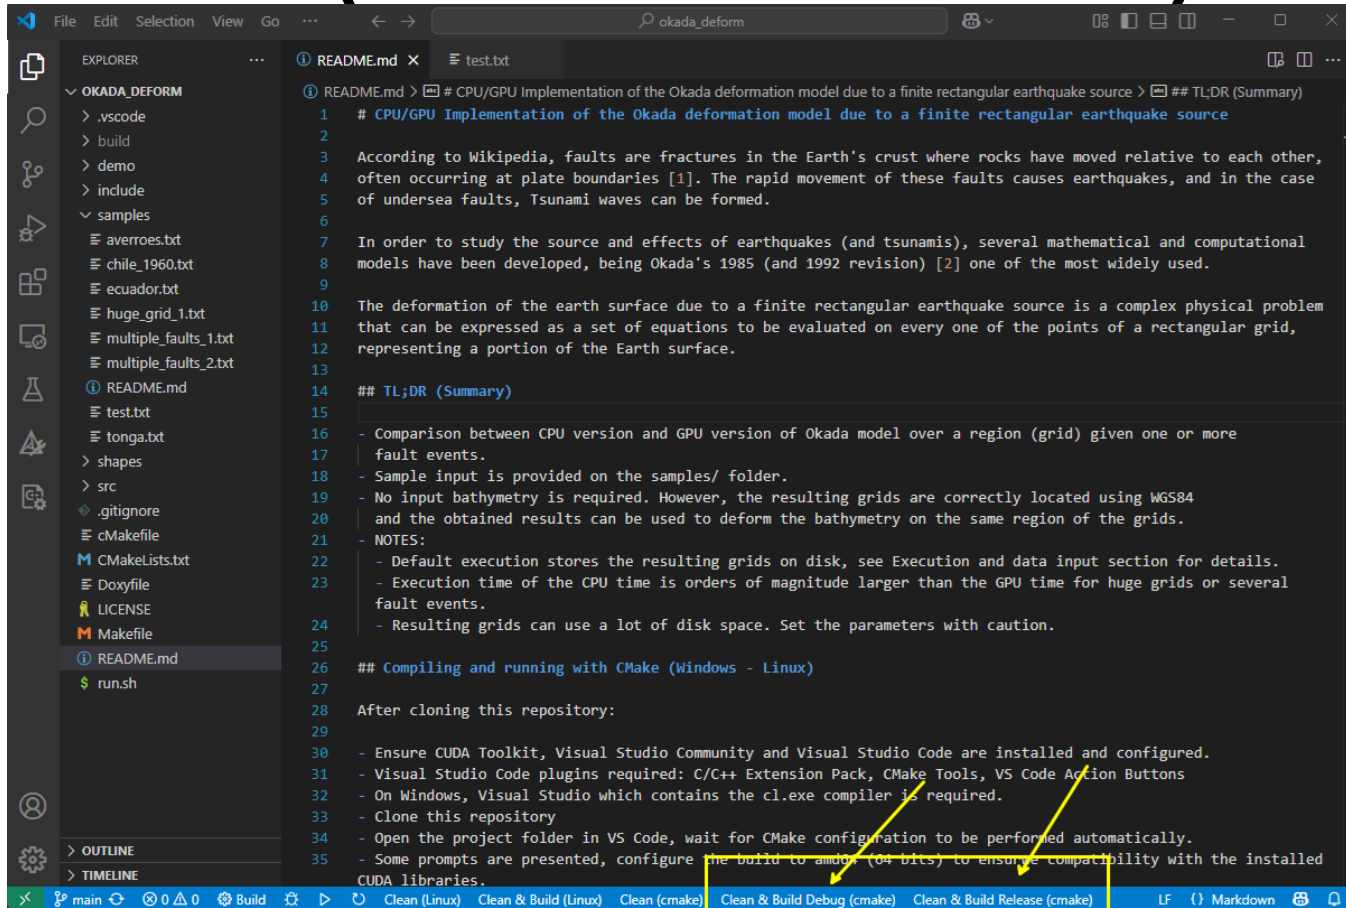 File Edit Selection View Go ··· okada_deform
EXPLORER ···
OKADA_DEFORM
.vscode
build
demo
include
samples
averroes.txt
chile_1960.txt
ecuador.txt
huge_grid_1.txt
multiple_faults_1.txt
multiple_faults_2.txt
README.md
test.txt
tonga.txt
shapes
src
.gitignore
cMakefile
CMakeLists.txt
Doxyfile
LICENSE
Makefile
README.md
run.sh
OUTLINE
TIMELINE
README.md test.txt
README.md > # CPU/GPU Implementation of the Okada deformation model due to a finite rectangular earthquake source > ## TL;DR (Summary)
1 # CPU/GPU Implementation of the Okada deformation model due to a finite rectangular earthquake source
2
3 According to Wikipedia, faults are fractures in the Earth's crust where rocks have moved relative to each other,
4 often occurring at plate boundaries [1]. The rapid movement of these faults causes earthquakes, and in the case
5 of undersea faults, Tsunami waves can be formed.
6
7 In order to study the source and effects of earthquakes (and tsunamis), several mathematical and computational
8 models have been developed, being Okada's 1985 (and 1992 revision) [2] one of the most widely used.
9
10 The deformation of the earth surface due to a finite rectangular earthquake source is a complex physical problem
11 that can be expressed as a set of equations to be evaluated on every one of the points of a rectangular grid,
12 representing a portion of the Earth surface.
13
14 ## TL;DR (Summary)
15
16 - Comparison between CPU version and GPU version of Okada model over a region (grid) given one or more
17 fault events.
18 - Sample input is provided on the samples/ folder.
19 - No input bathymetry is required. However, the resulting grids are correctly located using WGS84
20 and the obtained results can be used to deform the bathymetry on the same region of the grids.
21 - NOTES:
22 - Default execution stores the resulting grids on disk, see Execution and data input section for details.
23 - Execution time of the CPU time is orders of magnitude larger than the GPU time for huge grids or several
fault events.
24 - Resulting grids can use a lot of disk space. Set the parameters with caution.
25
26 ## Compiling and running with CMake (Windows - Linux)
27
28 After cloning this repository:
29
30 - Ensure CUDA Toolkit, Visual Studio Community and Visual Studio Code are installed and configured.
31 - Visual Studio Code plugins required: C/C++ Extension Pack, CMake Tools, VS Code Action Buttons
32 - On Windows, Visual Studio which contains the cl.exe compiler is required.
33 - Clone this repository
34 - Open the project folder in VS Code, wait for CMake configuration to be performed automatically.
35 - Some prompts are presented, configure the build to amd64 (64 bits) to ensure compatibility with the installed
CUDA libraries.
main 0 0 Build Clean (Linux) Clean & Build (Linux) Clean (cmake) Clean & Build Debug (cmake) Clean & Build Release (cmake) LF {} Markdown